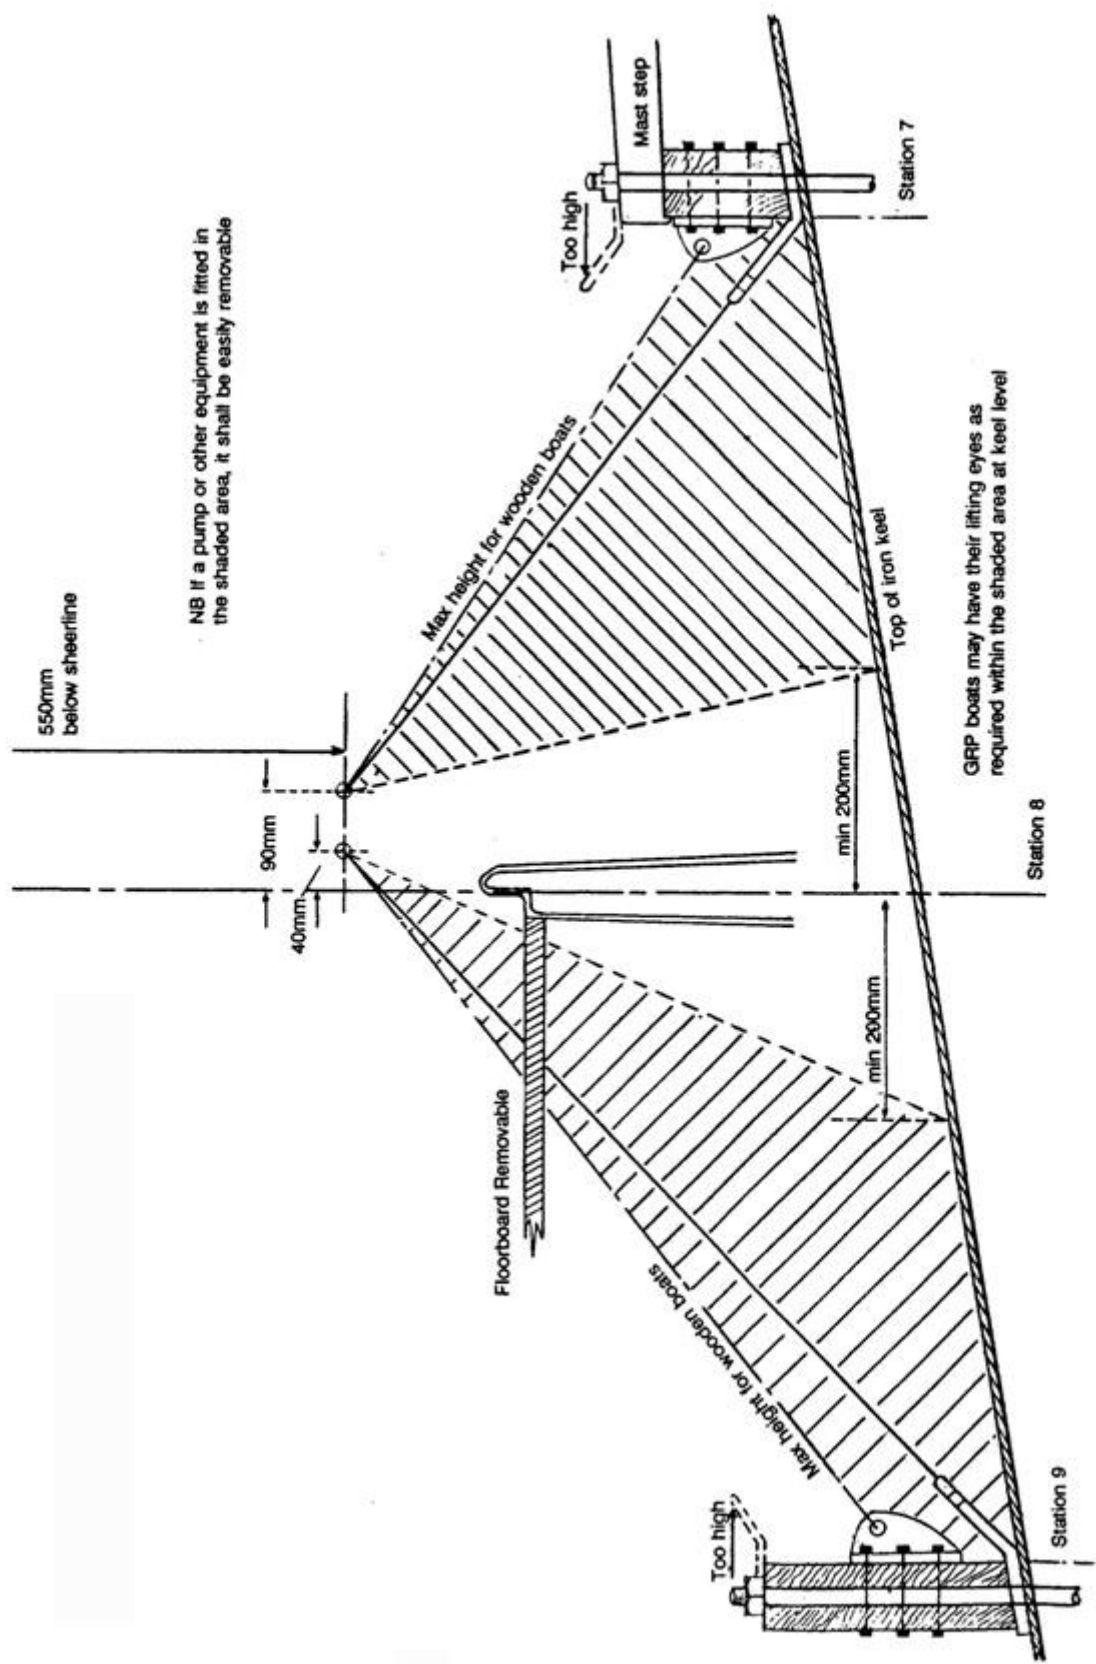 550mm
below sheerline
NB If a pump or other equipment is fitted in
the shaded area, it shall be easily removable
90mm
40mm
Too high
Mast step
Max height for wooden boats
Station 7
Floorboard Removable
Max height for wooden boats
min 200mm
min 200mm
Top of iron keel
GRP boats may have their lifting eyes as
required within the shaded area at keel level
Too high
Station 9
Station 8